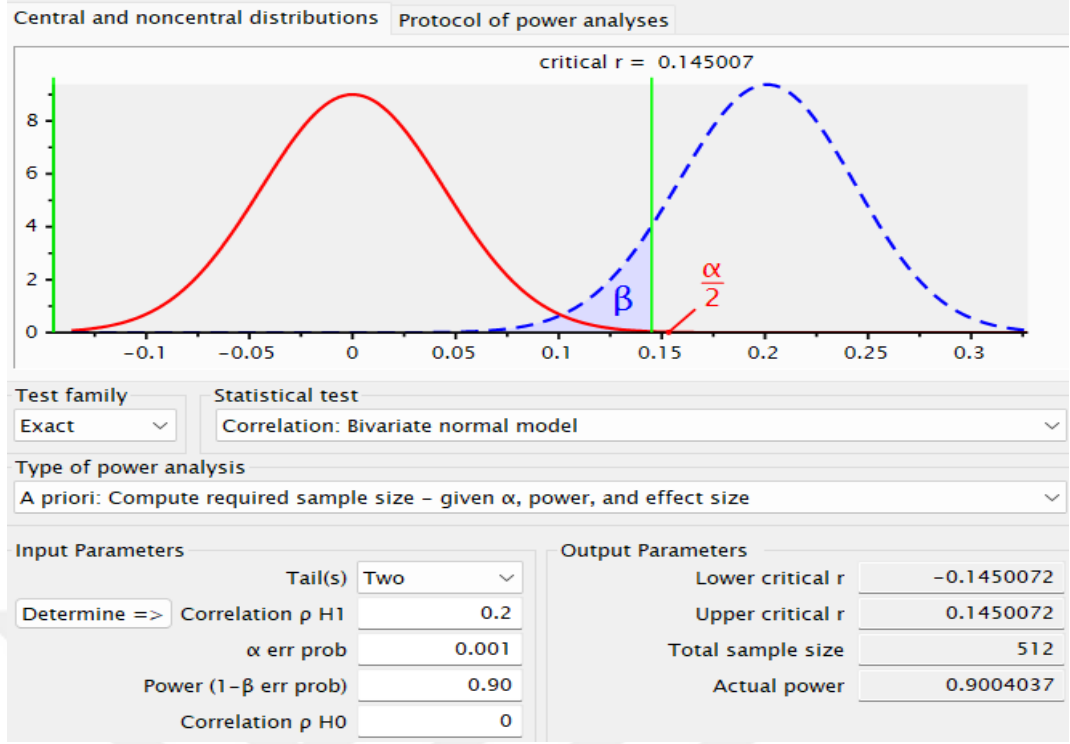 Central and noncentral distributions Protocol of power analyses
critical r = 0.145007
8
6
4
2
0
α
2
β
-0.1 -0.05 0 0.05 0.1 0.15 0.2 0.25 0.3
Test family Statistical test
Exact Correlation: Bivariate normal model
Type of power analysis
A priori: Compute required sample size – given α, power, and effect size
Input Parameters Output Parameters
Tail(s) Two Lower critical r -0.1450072
Determine => Correlation ρ H1 0.2 Upper critical r 0.1450072
α err prob 0.001 Total sample size 512
Power (1-β err prob) 0.90 Actual power 0.9004037
Correlation ρ H0 0